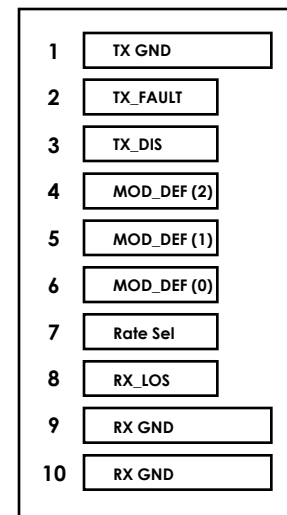 1 TX GND
2 TX_FAULT
3 TX_DIS
4 MOD_DEF (2)
5 MOD_DEF (1)
6 MOD_DEF (0)
7 Rate Sel
8 RX_LOS
9 RX GND
10 RX GND